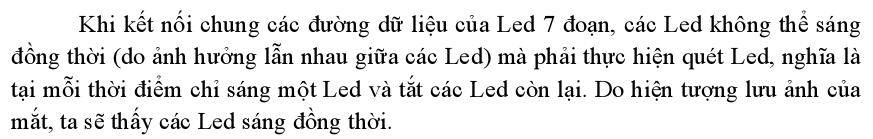 Khi kết nối chung các đường dữ liệu của Led 7 đoạn, các Led không thể sáng
đồng thời (do ảnh hưởng lẫn nhau giữa các Led) mà phải thực hiện quét Led, nghĩa là
tại mỗi thời điểm chỉ sáng một Led và tắt các Led còn lại. Do hiện tượng lưu ảnh của
mắt, ta sẽ thấy các Led sáng đồng thời.